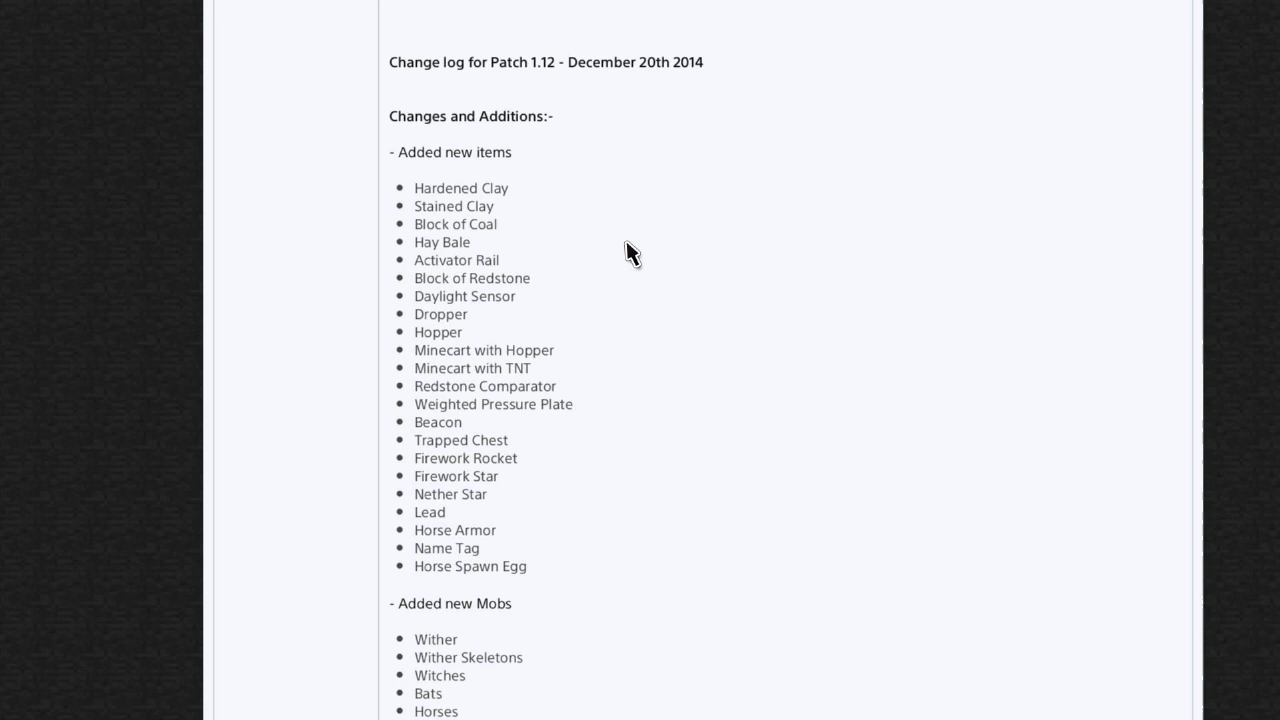 Change log for Patch 1.12 - December 20th 2014
Changes and Additions:-
- Added new items
• Hardened Clay
• Stained Clay
• Block of Coal
• Hay Bale
• Activator Rail
• Block of Redstone
• Daylight Sensor
• Dropper
• Hopper
• Minecart with Hopper
• Minecart with TNT
• Redstone Comparator
• Weighted Pressure Plate
• Beacon
• Trapped Chest
• Firework Rocket
• Firework Star
• Nether Star
• Lead
• Horse Armor
• Name Tag
• Horse Spawn Egg
- Added new Mobs
• Wither
• Wither Skeletons
• Witches
• Bats
• Horses